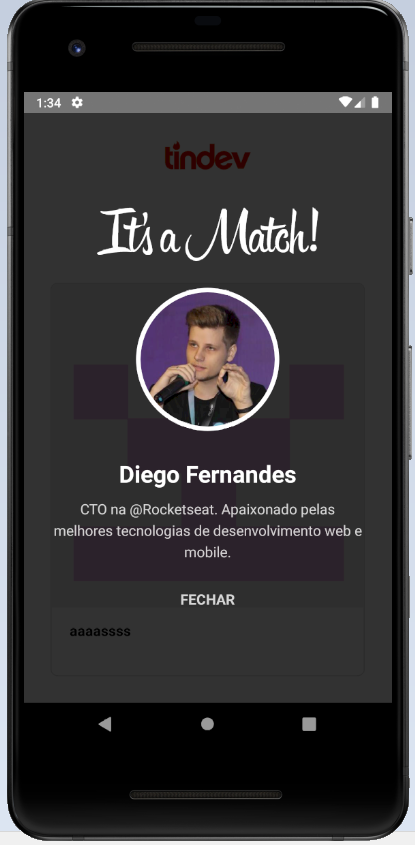 1:34
tindev
It's a Match!
Diego Fernandes
CTO na @Rocketseat. Apaixonado pelas
melhores tecnologias de desenvolvimento web e
mobile.
FECHAR
aaaassss